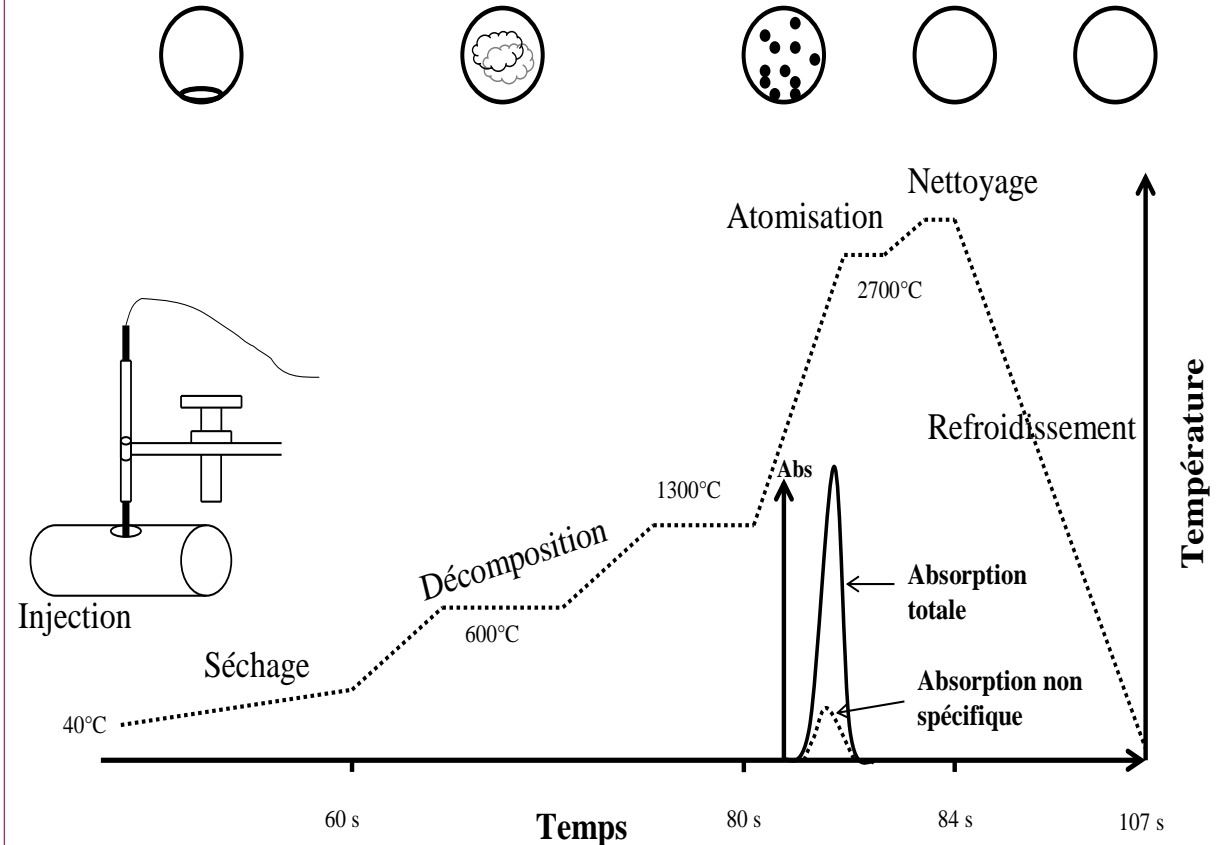 Nettoyage
Atomisation
2700°C
Refroidissement
Température
1300°C
Abs
Décomposition
Absorption
totale
Injection
600°C
Séchage
Absorption non
spécifique
40°C
60 s
Temps
80 s
84 s
107 s